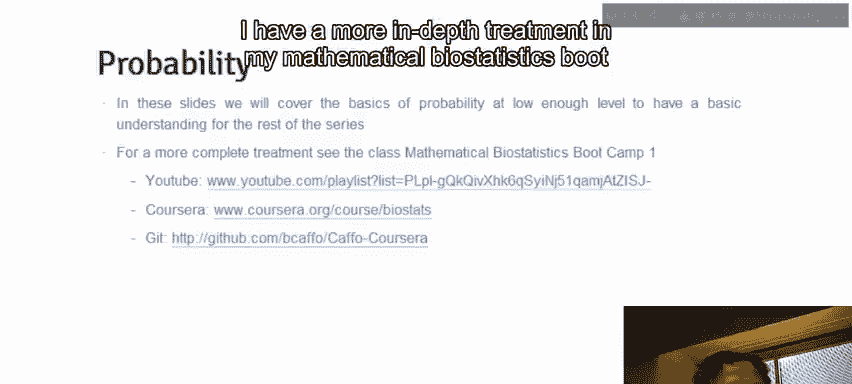 I have a more in-depth treatment in
my mathematical biostatistics boot
Probability
· In these slides we will cover the basics of probability at low enough level to have a basic
understanding for the rest of the series
· For a more complete treatment see the class Mathematical Biostatistics Boot Camp 1
- Youtube: www.youtube.com/playlist?list=PLpl-gQkQivXhk6qSyiNj51qamjAtZISJ-
- Coursera: www.coursera.org/course/biostats
- Git: http://github.com/bcaffo/Caffo-Coursera